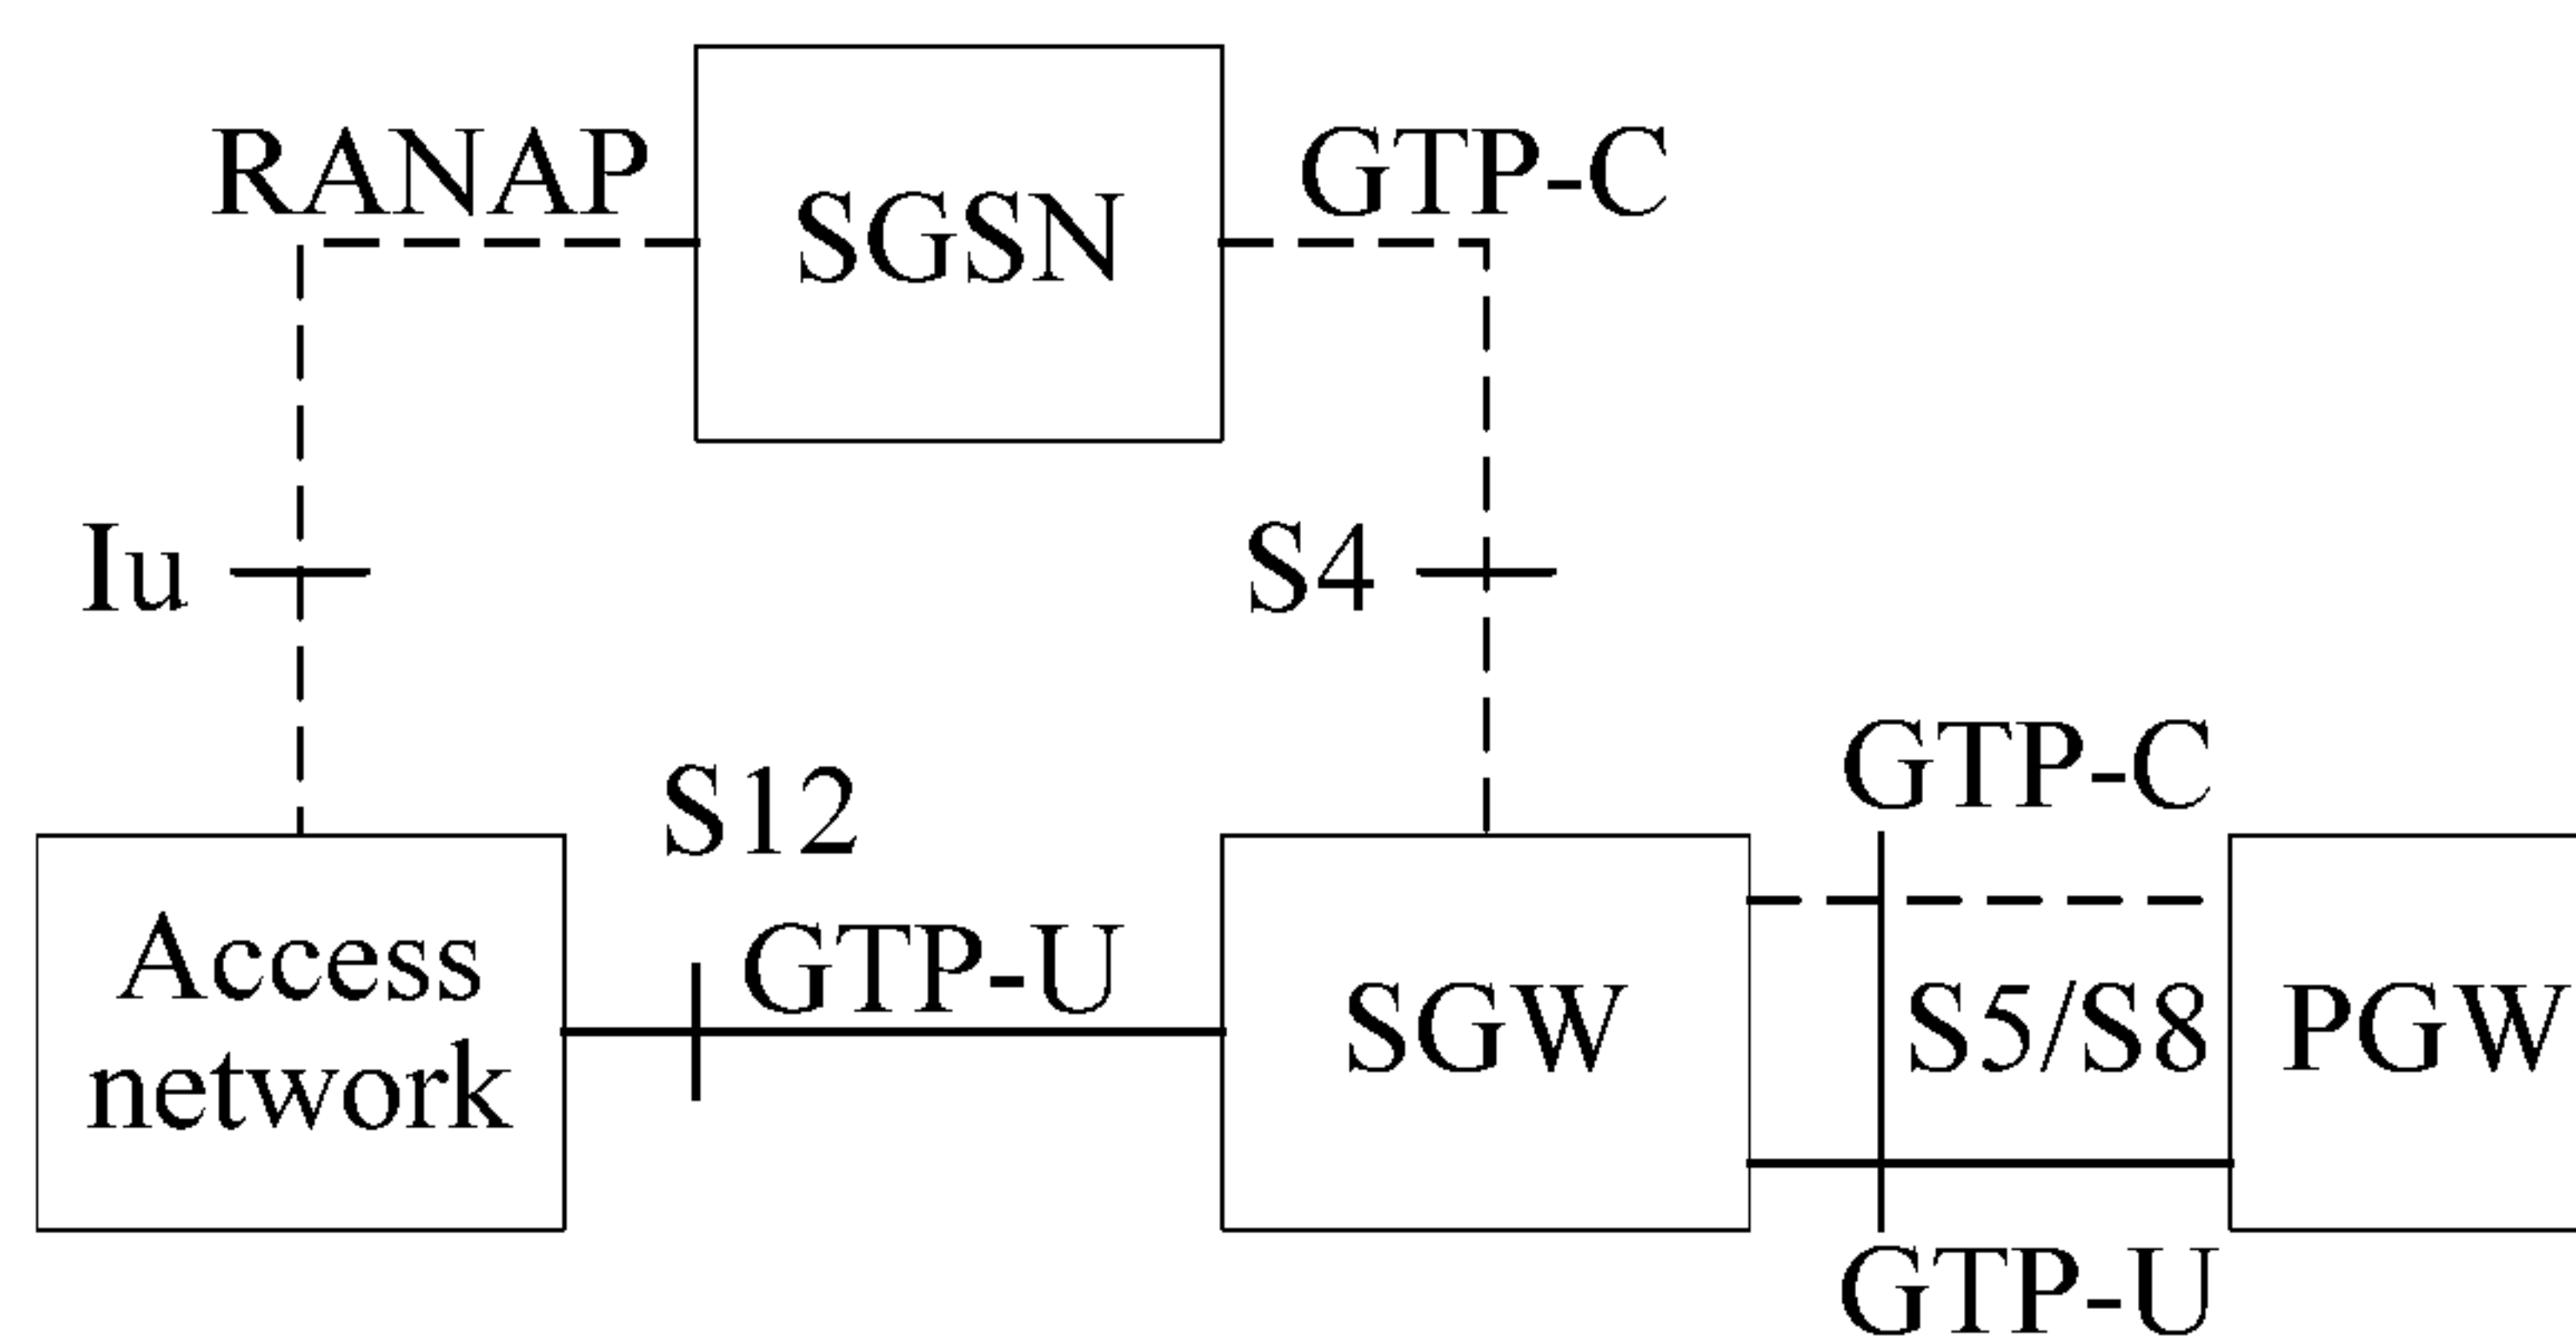 RANAP
SGSN
GTP-C
Iu
S4
S12
GTP-C
Access
network
GTP-U
SGW
S5/S8
PGW
GTP-U